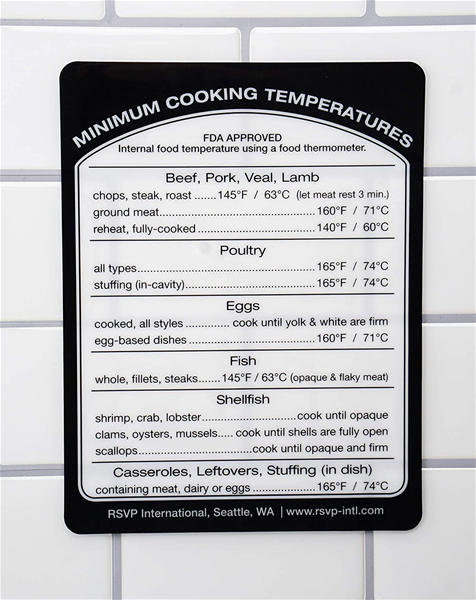 MINIMUM COOKING TEMPERATURES
FDA APPROVED
Internal food temperature using a food thermometer.
Beef, Pork, Veal, Lamb
chops, steak, roast .......145°F / 63°C (let meat rest 3 min.)
ground meat..........................................160°F / 71°C
reheat, fully-cooked ...............................140°F / 60°C
Poultry
all types................................................165°F / 74°C
stuffing (in-cavity)...................................165°F / 74°C
Eggs
cooked, all styles ............ cook until yolk & white are firm
egg-based dishes ..................................160°F / 71°C
Fish
whole, fillets, steaks.......145°F / 63°C (opaque & flaky meat)
Shellfish
shrimp, crab, lobster.........................cook until opaque
clams, oysters, mussels..... cook until shells are fully open
scallops......................................cook until opaque and firm
Casseroles, Leftovers, Stuffing (in dish)
containing meat, dairy or eggs .................165°F / 74°C
RSVP International, Seattle, WA | www.rsvp-intl.com